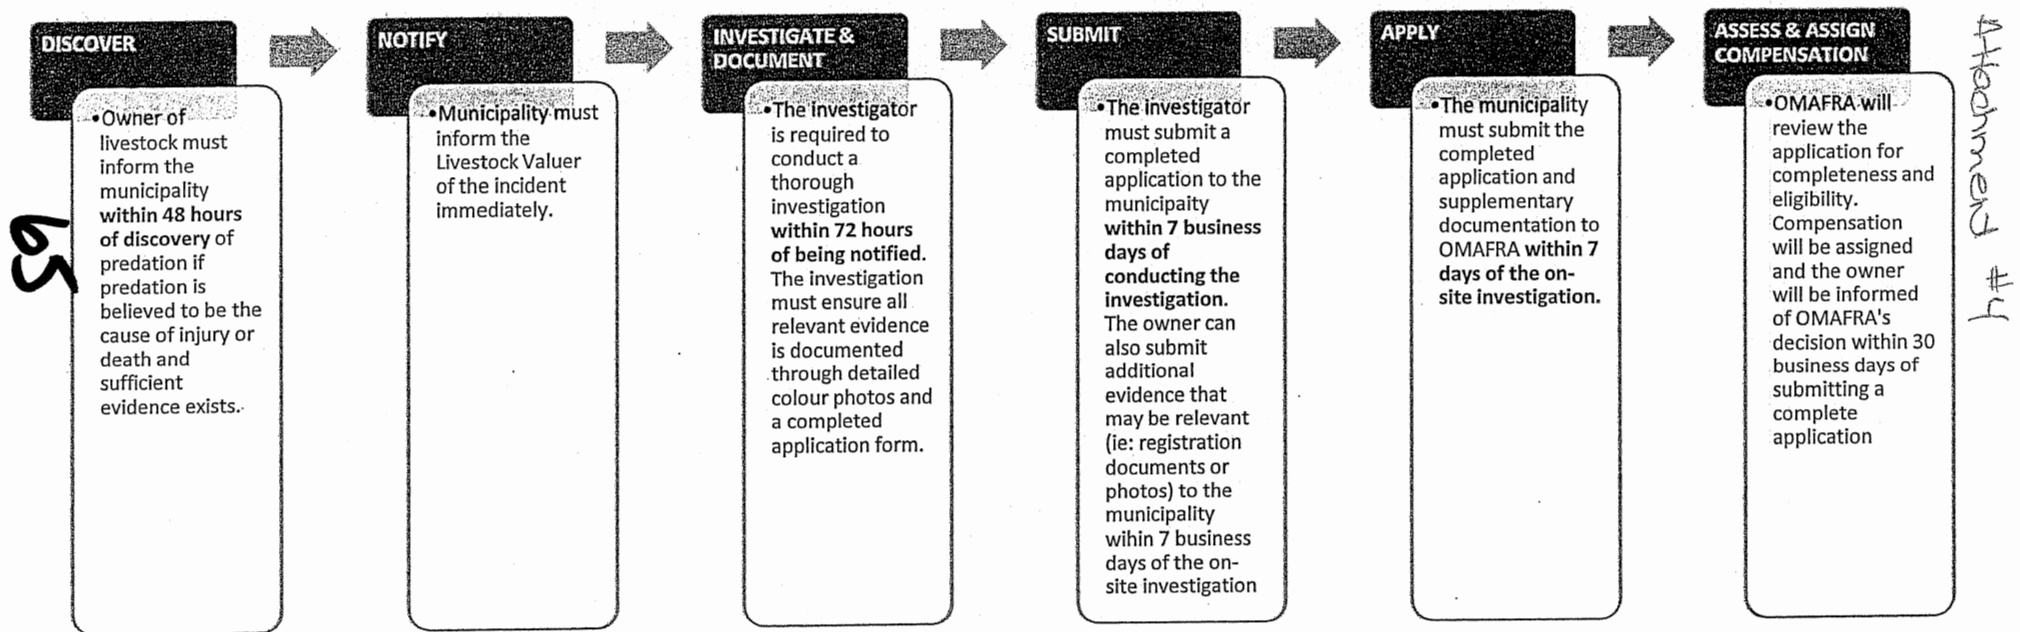 DISCOVER
•Owner of
livestock must
inform the
municipality
within 48 hours
of discovery of
predation if
predation is
believed to be the
cause of injury or
death and
sufficient
evidence exists.
NOTIFY
•Municipality must
inform the
Livestock Valuer
of the incident
immediately.
INVESTIGATE &
DOCUMENT
•The investigator
is required to
conduct a
thorough
investigation
within 72 hours
of being notified.
The investigation
must ensure all
relevant evidence
is documented
through detailed
colour photos and
a completed
application form.
SUBMIT
•The investigator
must submit a
completed
application to the
municipaity
within 7 business
days of
conducting the
investigation.
The owner can
also submit
additional
evidence that
may be relevant
(ie: registration
documents or
photos) to the
municipality
wihin 7 business
days of the on-
site investigation
APPLY
•The municipality
must submit the
completed
application and
supplementary
documentation to
OMAFRA within 7
days of the on-
site investigation.
ASSESS & ASSIGN
COMPENSATION
•OMAFRA will
review the
application for
completeness and
eligibility.
Compensation
will be assigned
and the owner
will be informed
of OMAFRA's
decision within 30
business days of
submitting a
complete
application
Attachment #4
65